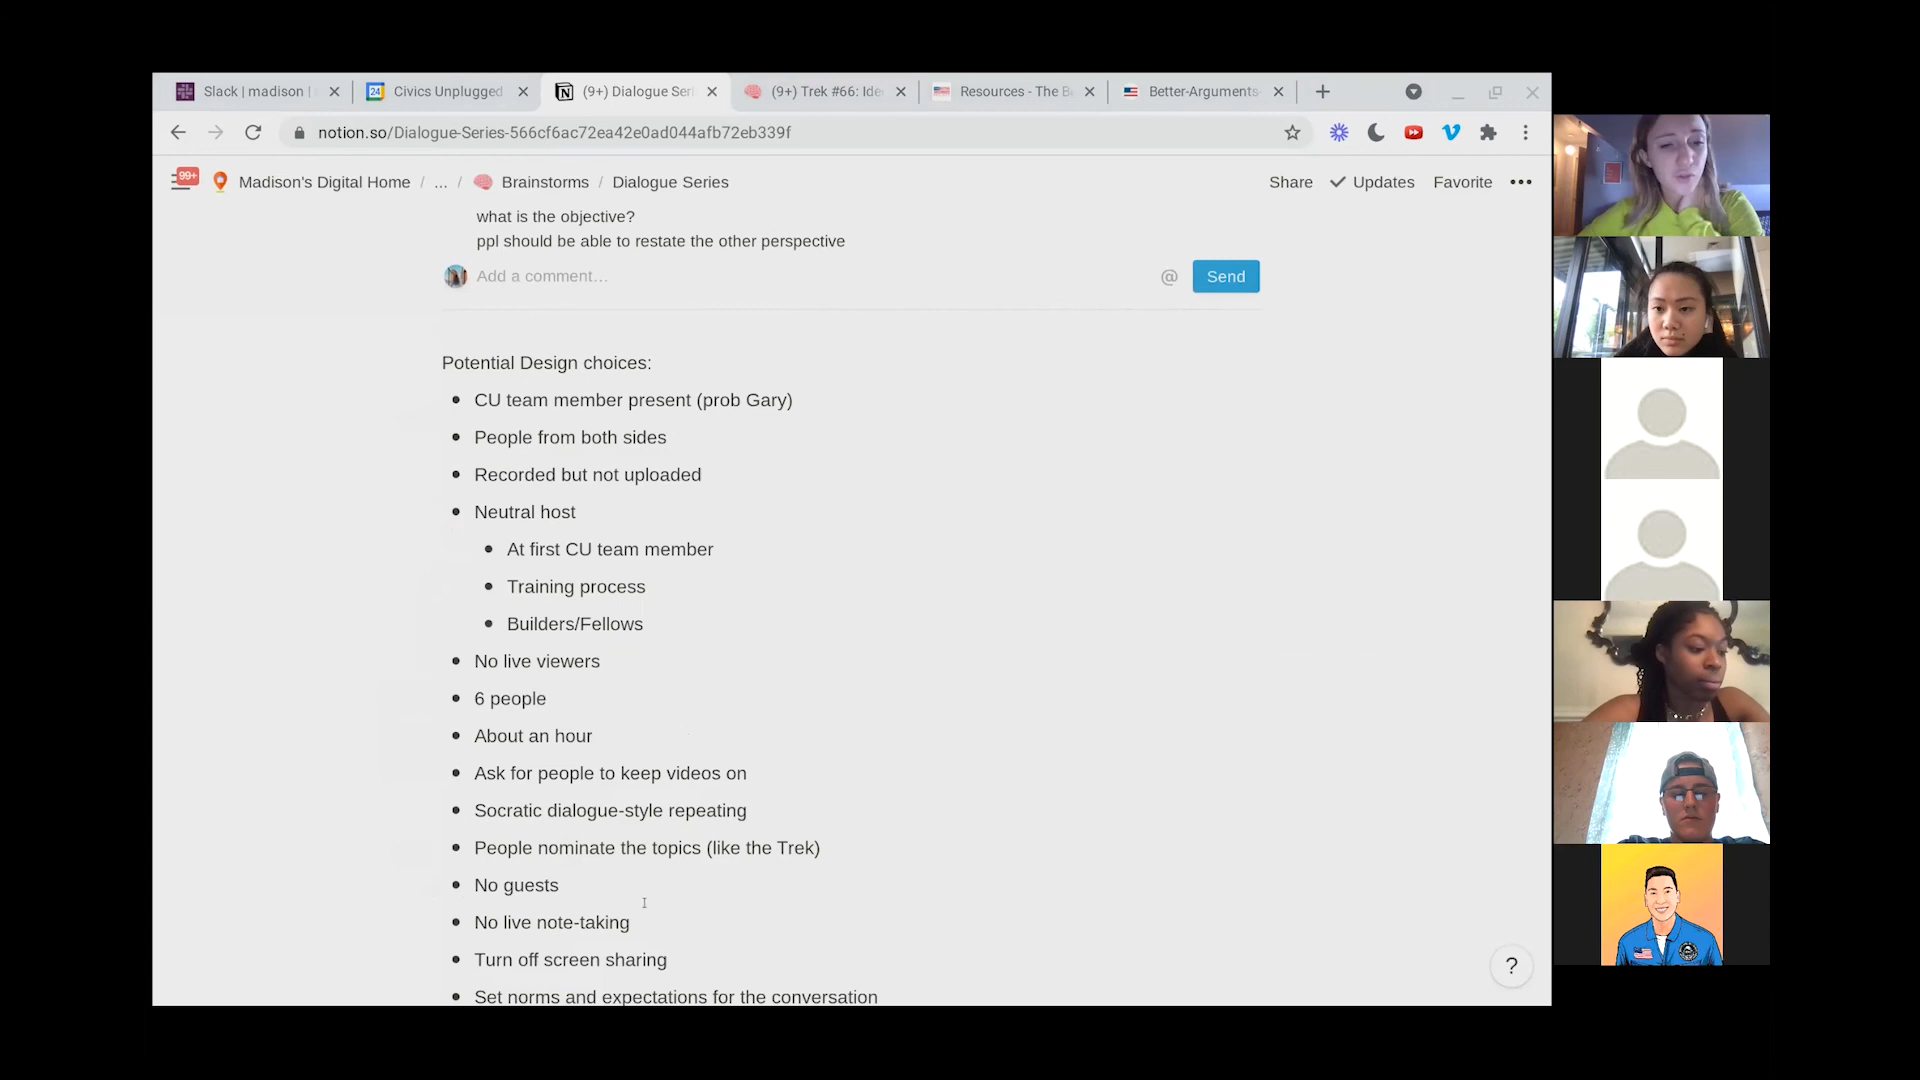 Slack | madison |
24 Civics Unplugged
(9+) Dialogue Seri
(9+) Trek #66: Ide
Resources - The B
Better-Arguments-
notion.so/Dialogue-Series-566cf6ac72ea42e0ad044afb72eb339f
99+ Madison's Digital Home / ... / Brainstorms / Dialogue Series
Share Updates Favorite •••
what is the objective?
ppl should be able to restate the other perspective
Add a comment…
@ Send
Potential Design choices:
• CU team member present (prob Gary)
• People from both sides
• Recorded but not uploaded
• Neutral host
• At first CU team member
• Training process
• Builders/Fellows
• No live viewers
• 6 people
• About an hour
• Ask for people to keep videos on
• Socratic dialogue-style repeating
• People nominate the topics (like the Trek)
• No guests
• No live note-taking
• Turn off screen sharing
• Set norms and expectations for the conversation
?